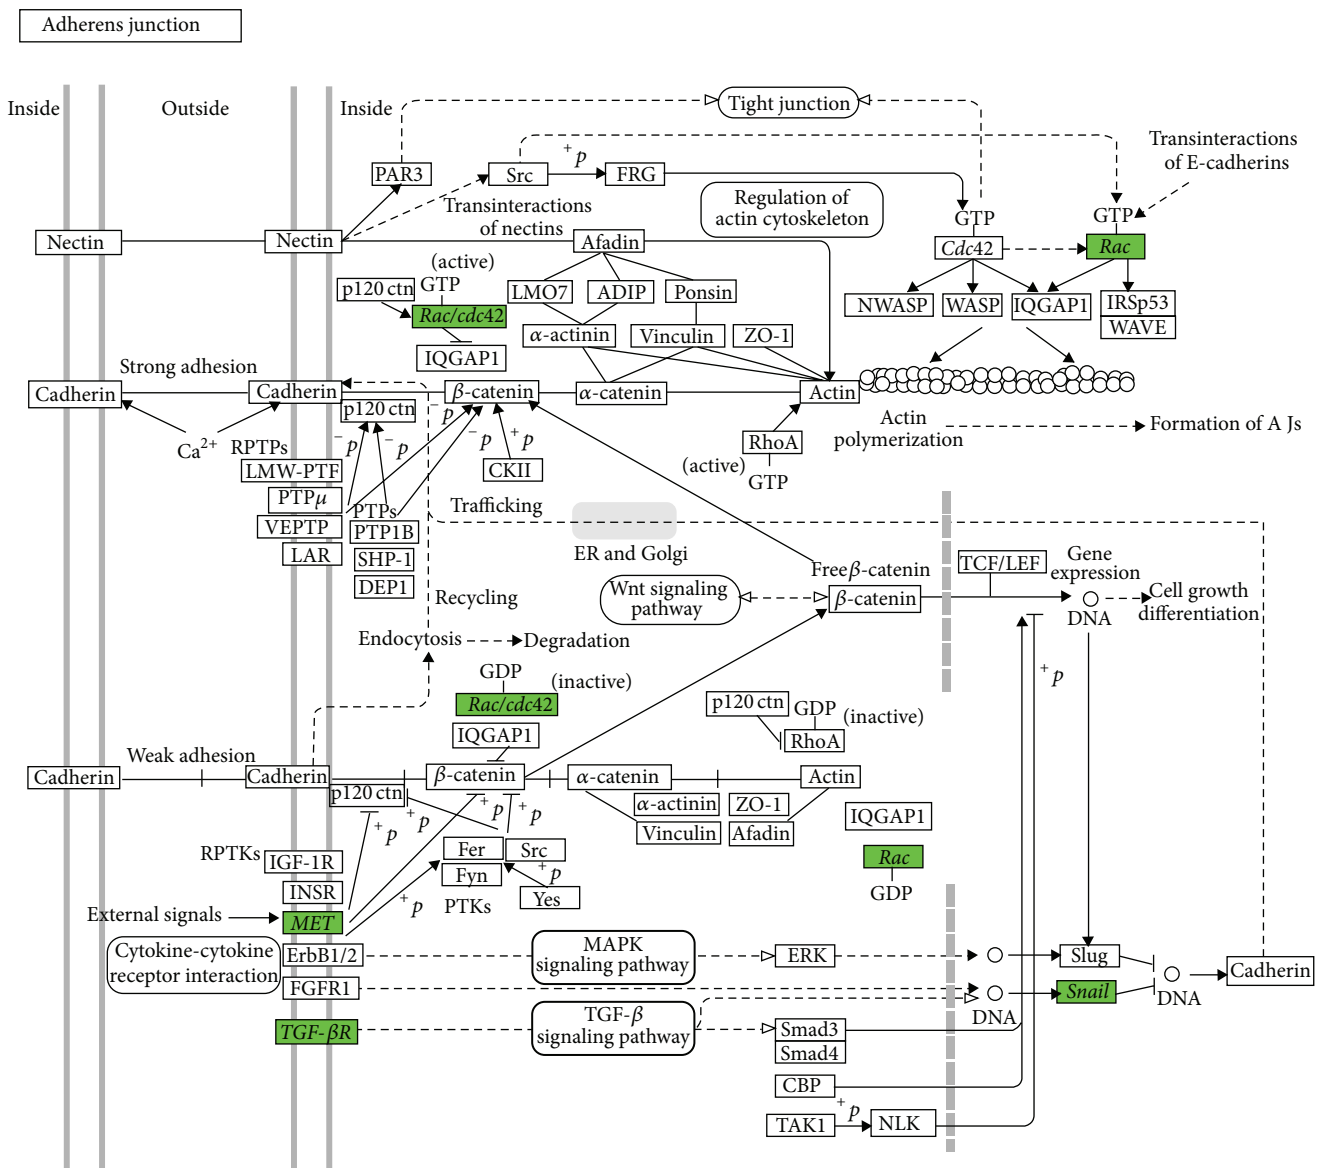 Adherens junction
Inside
Outside
Inside
Tight junction
Transinteractions
of E-cadherins
PAR3
Src
+p
FRG
Regulation of
actin cytoskeleton
Transinteractions
of nectins
GTP
GTP
Nectin
Nectin
Afadin
Cdc42
Rac
(active)
GTP
p120 ctn
Rac/cdc42
LMO7
ADIP
Ponsin
NWASP
WASP
IQGAP1
IRSp53
WAVE
α-actinin
Vinculin
ZO-1
IQGAP1
Strong adhesion
Cadherin
Cadherin
β-catenin
α-catenin
Actin
p120 ctn
−p
Actin
polymerization
Formation of A Js
Ca2+
RPTPs
−p
−p
−p
+p
RhoA
(active)
GTP
LMW-PTF
CKII
PTPμ
PTPs
Trafficking
VEPTP
PTP1B
LAR
SHP-1
DEP1
ER and Golgi
Free β-catenin
TCF/LEF
Gene
expression
Wnt signaling
pathway
β-catenin
DNA
Cell growth
differentiation
Recycling
Endocytosis
Degradation
+p
GDP
(inactive)
Rac/cdc42
p120 ctn
GDP
(inactive)
IQGAP1
RhoA
Weak adhesion
Cadherin
Cadherin
β-catenin
α-catenin
Actin
p120 ctn
+p
+p
+p
+p
α-actinin
ZO-1
Vinculin
Afadin
IQGAP1
RPTKs
IGF-1R
Fer
Src
Rac
INSR
Fyn
+p
Yes
GDP
PTKs
+p
External signals
MET
Cytokine-cytokine
receptor interaction
ErbB1/2
MAPK
signaling pathway
ERK
Slug
Cadherin
FGFR1
Snail
DNA
DNA
TGF-βR
TGF-β
signaling pathway
Smad3
Smad4
CBP
TAK1
+p
NLK